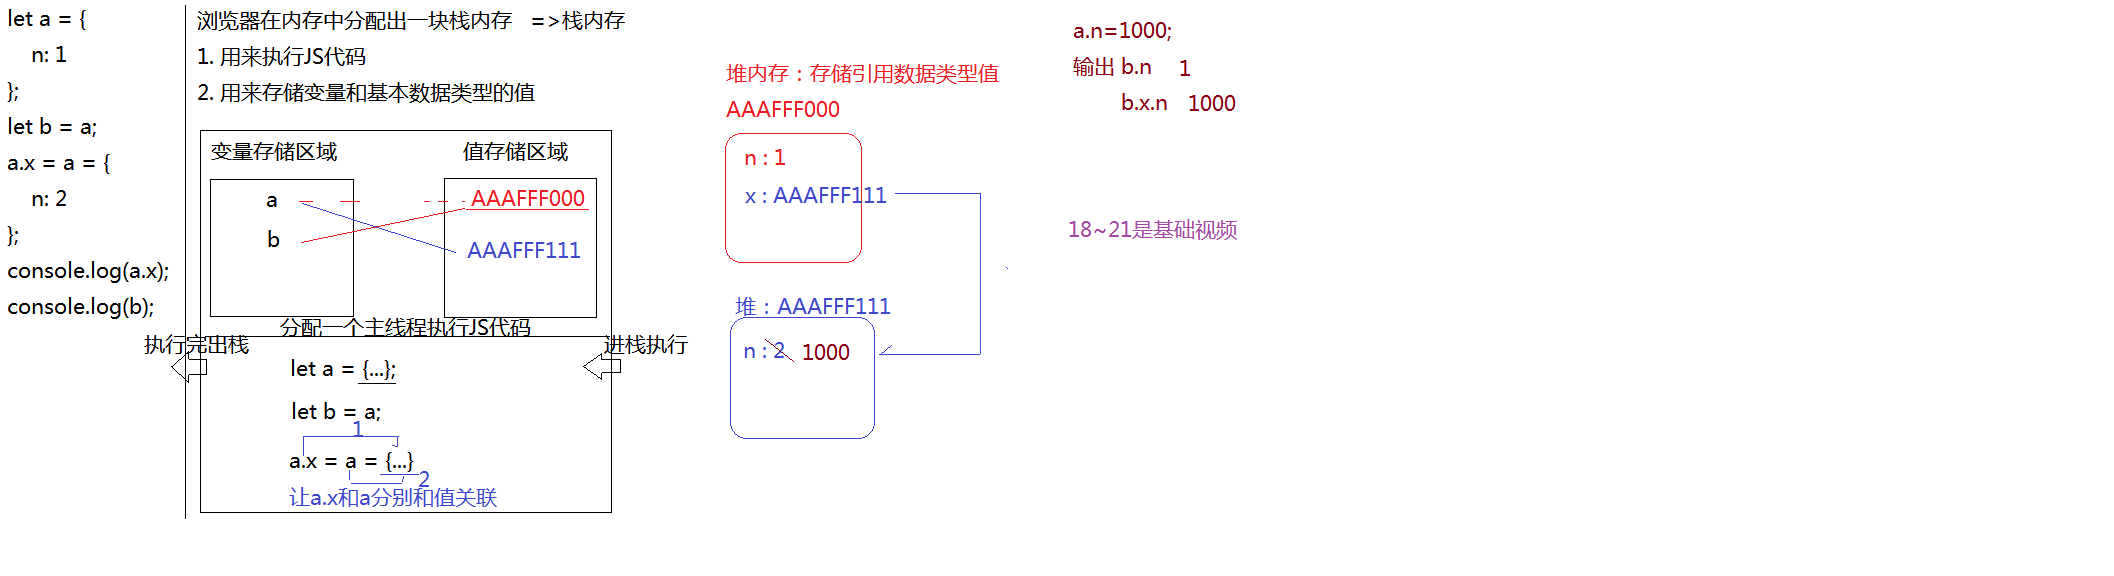 let a = {
n: 1
};
let b = a;
a.x = a = {
n: 2
};
console.log(a.x);
console.log(b);
浏览器在内存中分配出一块栈内存 =>栈内存
1. 用来执行JS代码
2. 用来存储变量和基本数据类型的值
变量存储区域 值存储区域
a AAAFFF000
b AAAFFF111
分配一个主线程执行JS代码
执行完出栈 进栈执行
let a = {...};
let b = a;
1
a.x = a = {...}
2
让a.x和a分别和值关联
堆内存：存储引用数据类型值
AAAFFF000
n : 1
x : AAAFFF111
堆：AAAFFF111
n : 2 1000
a.n=1000;
输出 b.n 1
b.x.n 1000
18~21是基础视频